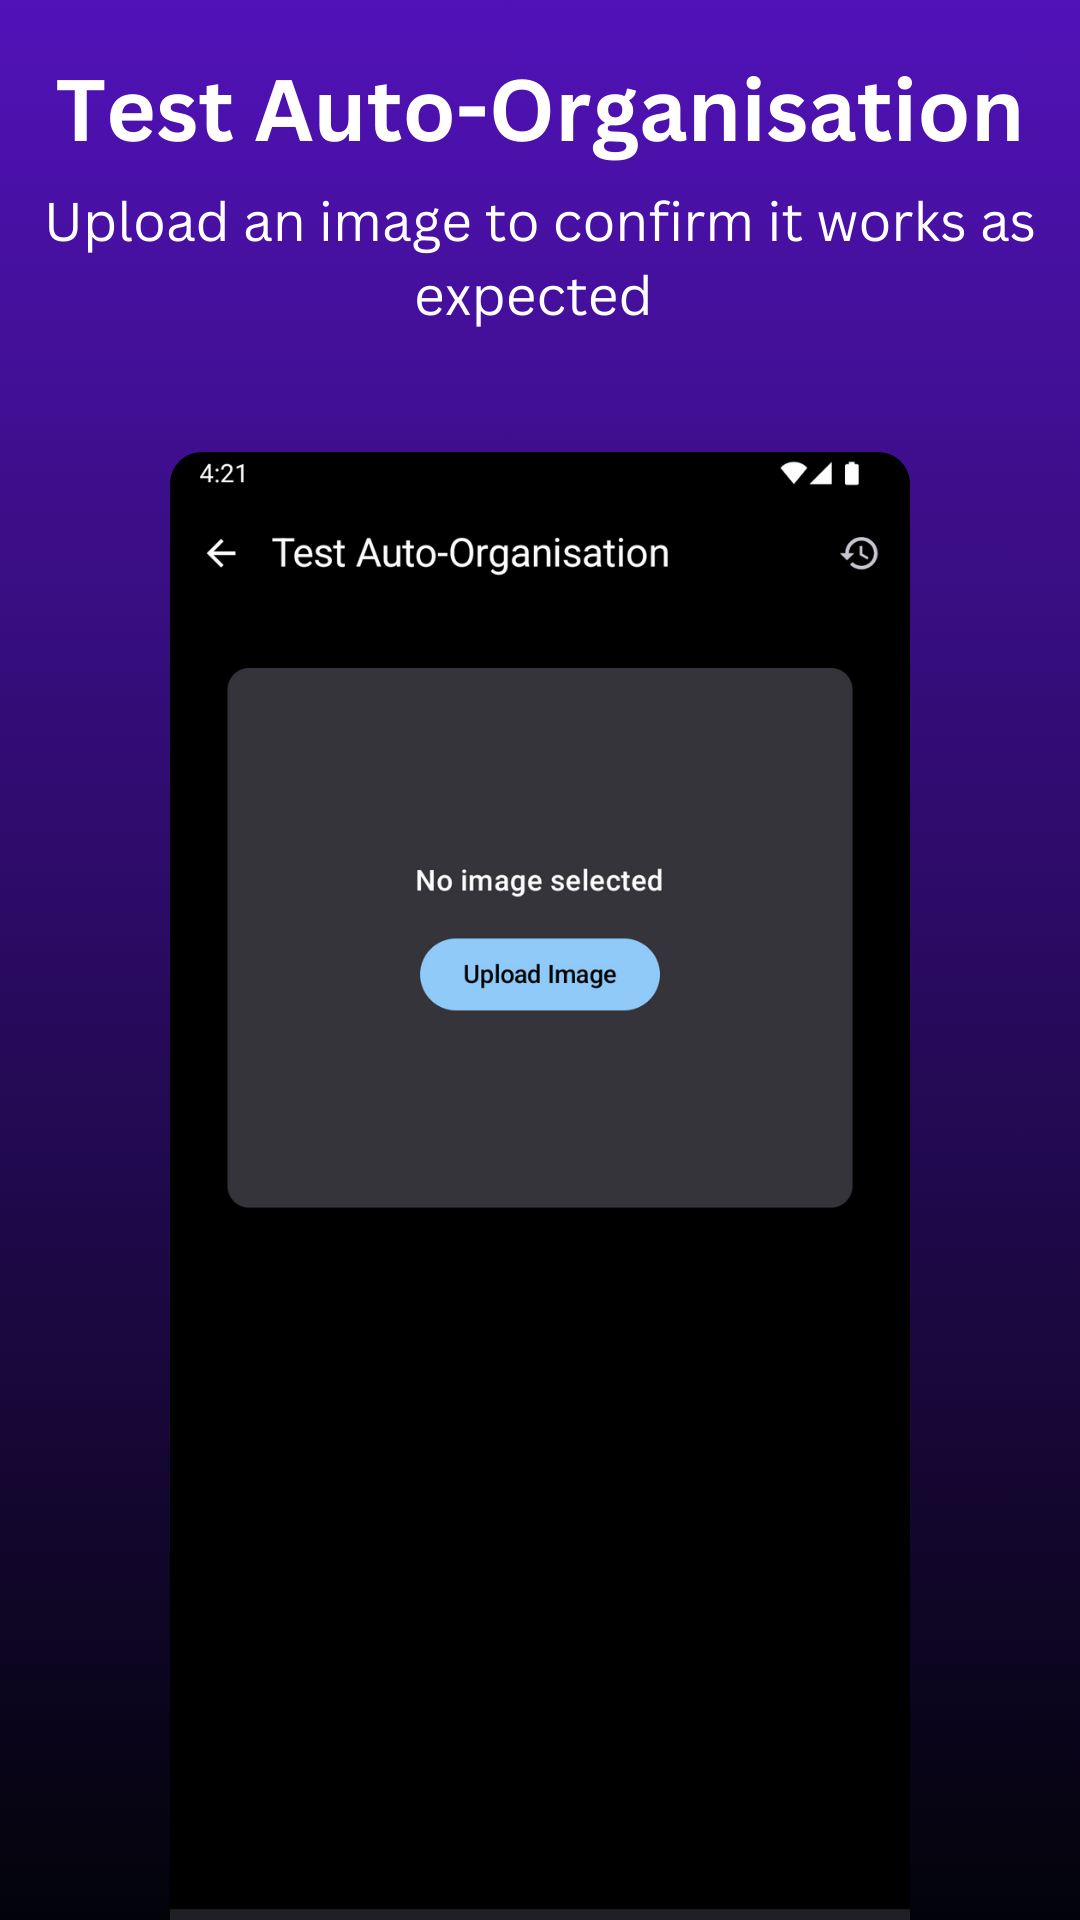 Test Auto-Organisation
Upload an image to confirm it works as
expected
4:21
Test Auto-Organisation
No image selected
Upload Image